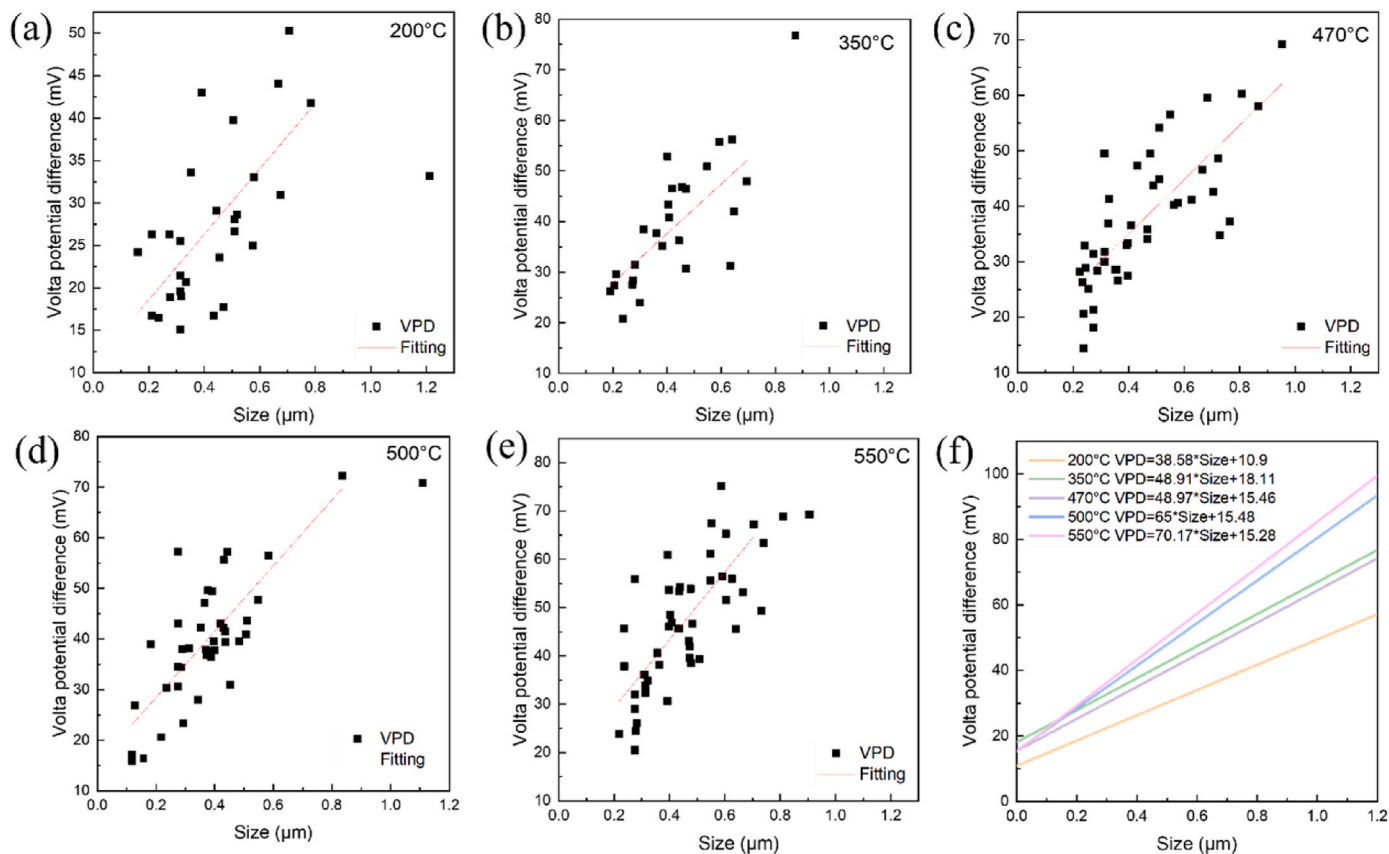 (a)
200°C
Volta potential difference (mV)
50
45
40
35
30
25
20
15
10
VPD
Fitting
0.0 0.2 0.4 0.6 0.8 1.0 1.2
Size (µm)
(b)
350°C
Volta potential difference (mV)
80
70
60
50
40
30
20
10
VPD
Fitting
0.0 0.2 0.4 0.6 0.8 1.0 1.2
Size (µm)
(c)
470°C
Volta potential difference (mV)
80
70
60
50
40
30
20
10
VPD
Fitting
0.0 0.2 0.4 0.6 0.8 1.0 1.2
Size (µm)
(d)
500°C
Volta potential difference (mV)
80
70
60
50
40
30
20
10
VPD
Fitting
0.0 0.2 0.4 0.6 0.8 1.0 1.2
Size (µm)
(e)
550°C
Volta potential difference (mV)
80
70
60
50
40
30
20
10
VPD
Fitting
0.0 0.2 0.4 0.6 0.8 1.0 1.2
Size (µm)
(f)
Volta potential difference (mV)
100
80
60
40
20
0
200°C VPD=38.58*Size+10.9
350°C VPD=48.91*Size+18.11
470°C VPD=48.97*Size+15.46
500°C VPD=65*Size+15.48
550°C VPD=70.17*Size+15.28
0.0 0.2 0.4 0.6 0.8 1.0 1.2
Size (µm)